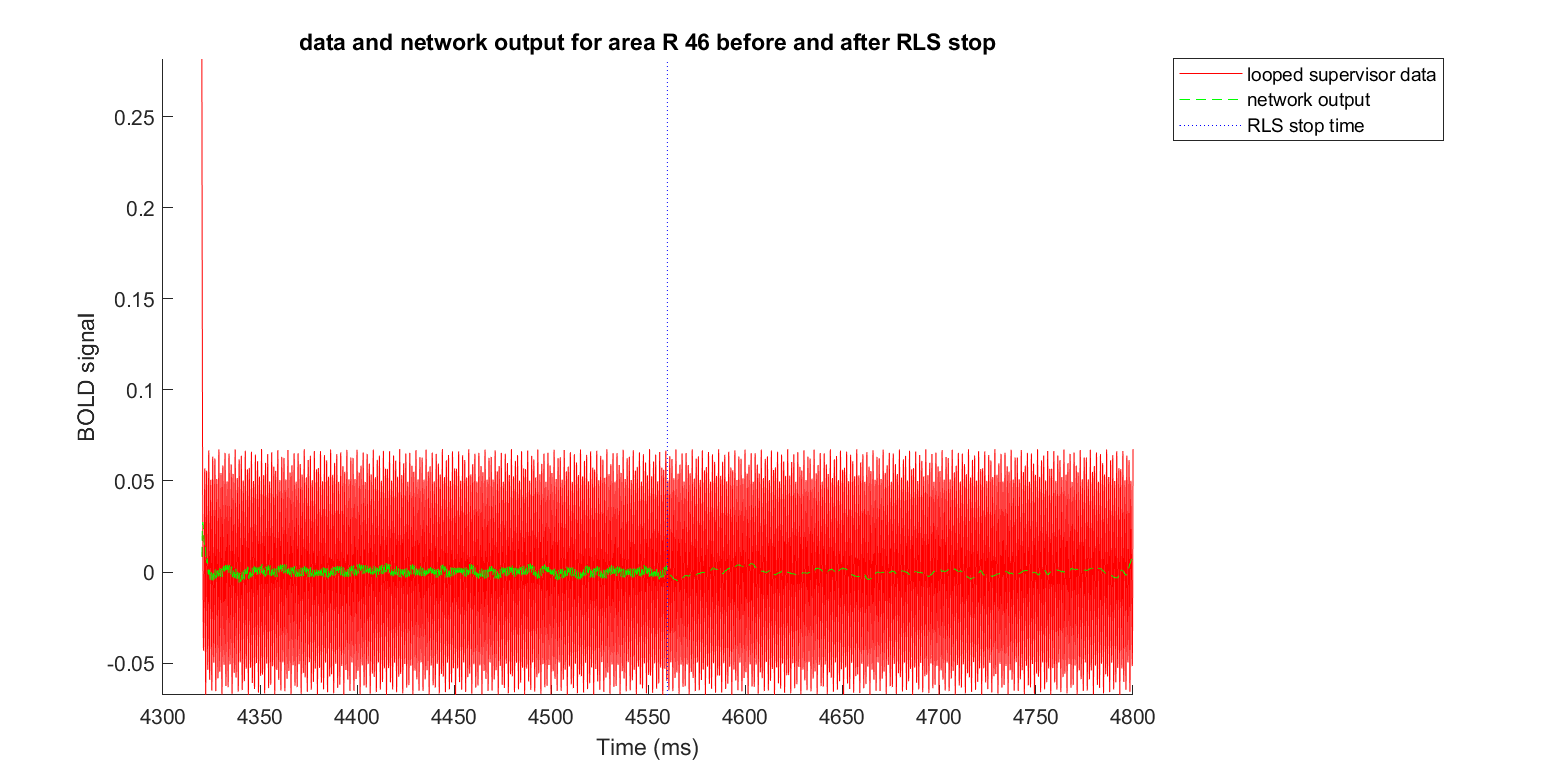 data and network output for area R 46 before and after RLS stop
looped supervisor data
network output
RLS stop time
0.25
0.2
0.15
0.1
0.05
0
-0.05
BOLD signal
4300 4350 4400 4450 4500 4550 4600 4650 4700 4750 4800
Time (ms)